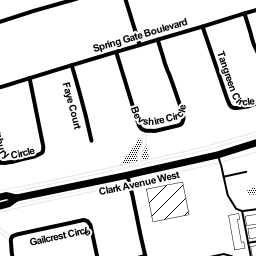 Spring Gate Boulevard
Faye Court
Tangreen Circle
Berkshire Circle
Circle
Clark Avenue West
Gailcrest Circle